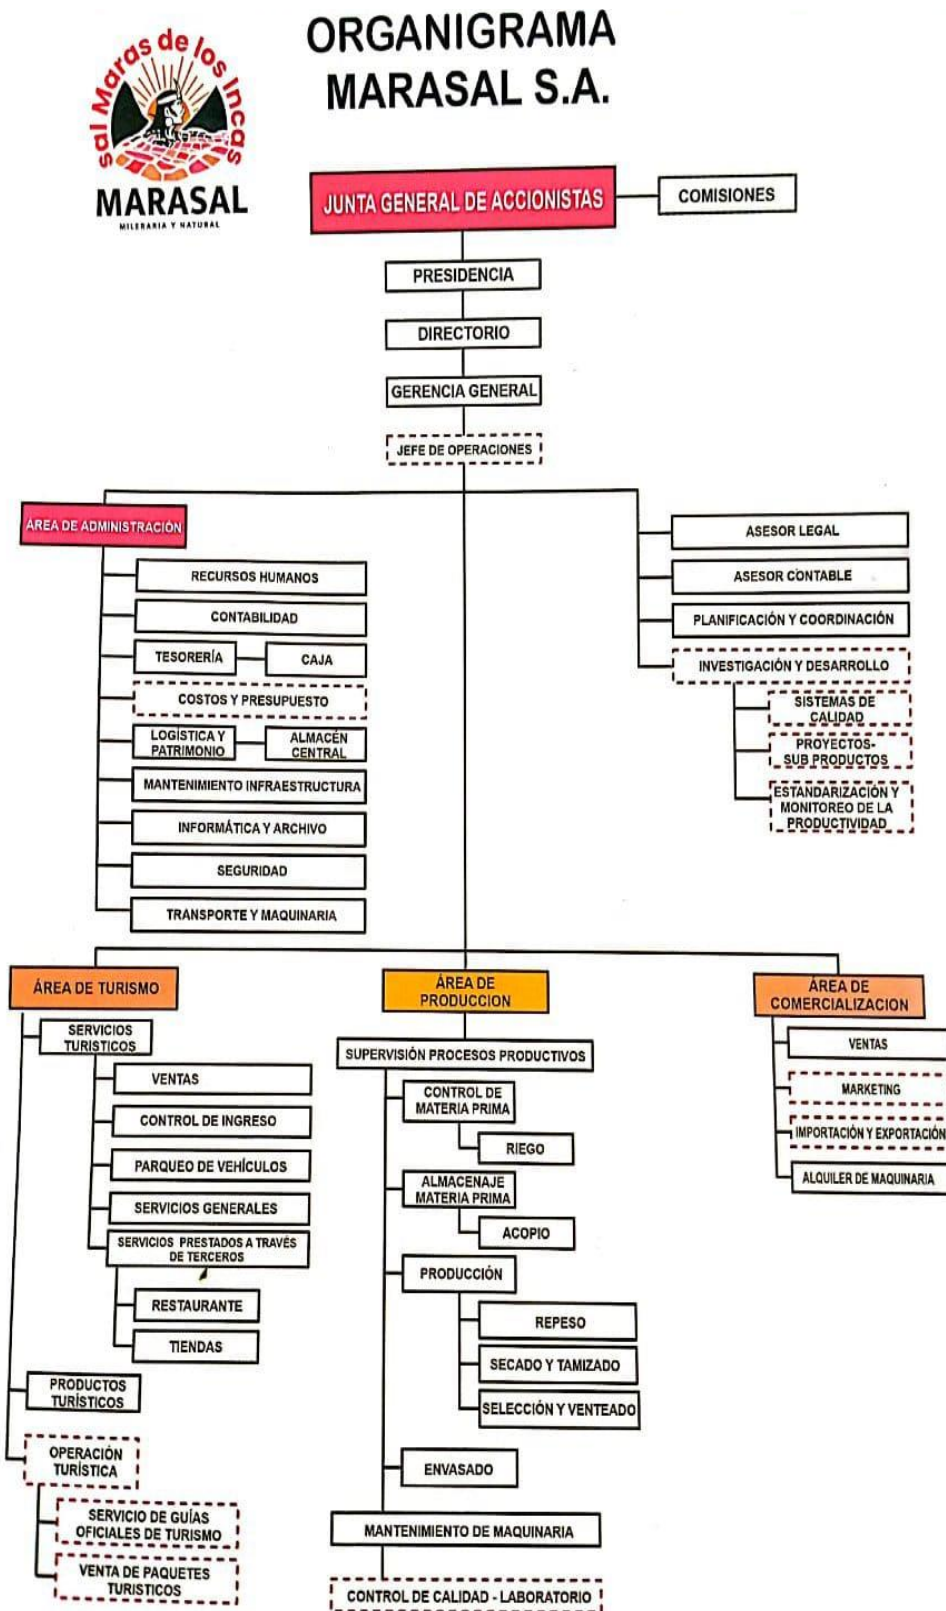 ORGANIGRAMA
MARASAL S.A.
sal Maras de los Incas
MARASAL
MILERARIA Y NATURAL
JUNTA GENERAL DE ACCIONISTAS
COMISIONES
PRESIDENCIA
DIRECTORIO
GERENCIA GENERAL
JEFE DE OPERACIONES
ÁREA DE ADMINISTRACIÓN
RECURSOS HUMANOS
CONTABILIDAD
TESORERÍA
CAJA
COSTOS Y PRESUPUESTO
LOGÍSTICA Y
PATRIMONIO
ALMACÉN
CENTRAL
MANTENIMIENTO INFRAESTRUCTURA
INFORMÁTICA Y ARCHIVO
SEGURIDAD
TRANSPORTE Y MAQUINARIA
ASESOR LEGAL
ASESOR CONTABLE
PLANIFICACIÓN Y COORDINACIÓN
INVESTIGACIÓN Y DESARROLLO
SISTEMAS DE
CALIDAD
PROYECTOS-
SUB PRODUCTOS
ESTANDARIZACIÓN Y
MONITOREO DE LA
PRODUCTIVIDAD
ÁREA DE TURISMO
SERVICIOS
TURISTICOS
VENTAS
CONTROL DE INGRESO
PARQUEO DE VEHÍCULOS
SERVICIOS GENERALES
SERVICIOS PRESTADOS A TRAVÉS
DE TERCEROS
RESTAURANTE
TIENDAS
PRODUCTOS
TURÍSTICOS
OPERACIÓN
TURÍSTICA
SERVICIO DE GUÍAS
OFICIALES DE TURISMO
VENTA DE PAQUETES
TURISTICOS
ÁREA DE
PRODUCCION
SUPERVISIÓN PROCESOS PRODUCTIVOS
CONTROL DE
MATERIA PRIMA
RIEGO
ALMACENAJE
MATERIA PRIMA
ACOPIO
PRODUCCIÓN
REPESO
SECADO Y TAMIZADO
SELECCIÓN Y VENTEADO
ENVASADO
MANTENIMIENTO DE MAQUINARIA
CONTROL DE CALIDAD - LABORATORIO
ÁREA DE
COMERCIALIZACION
VENTAS
MARKETING
IMPORTACIÓN Y EXPORTACIÓN
ALQUILER DE MAQUINARIA